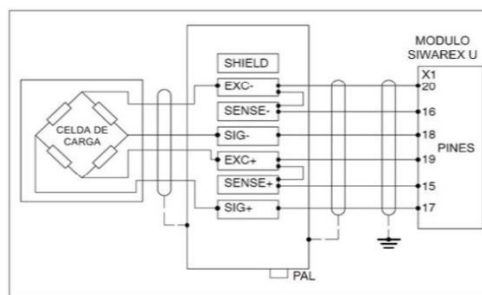 MODULO
SIWAREX U
SHIELD
X1
EXC-
20
SENSE-
16
CELDA DE
CARGA
SIG-
18
PINES
EXC+
19
SENSE+
15
SIG+
17
PAL